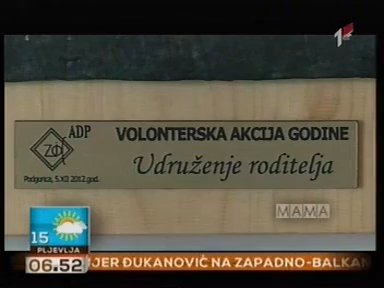 ADP
VOLONTERSKA AKCIJA GODINE
Udruženje roditelja
Podgorica, 5.XII 2012.god.
MAMA
15
PLJEVLJA
06.52
JER ĐUKANOVIĆ NA ZAPADNO-BALKAN